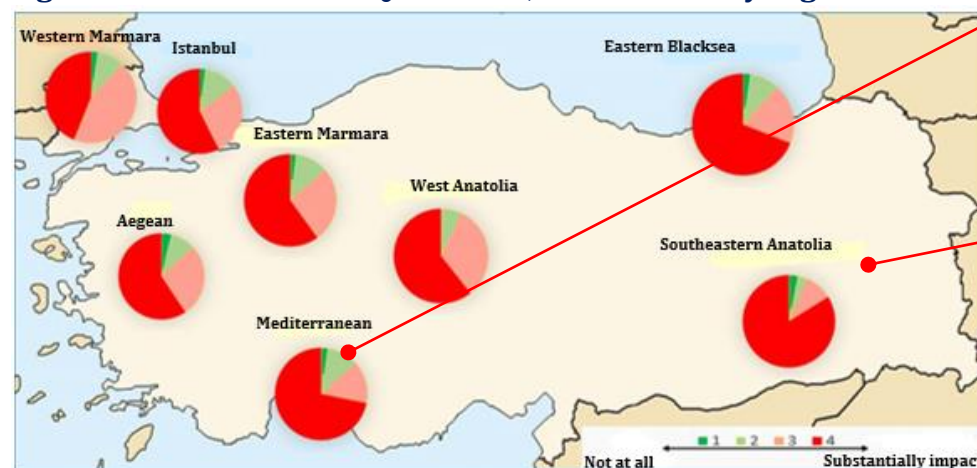 Western Marmara
Istanbul
Eastern Blacksea
Eastern Marmara
West Anatolia
Aegean
Southeastern Anatolia
Mediterranean
1 2 3 4
Not at all
Substantially impac